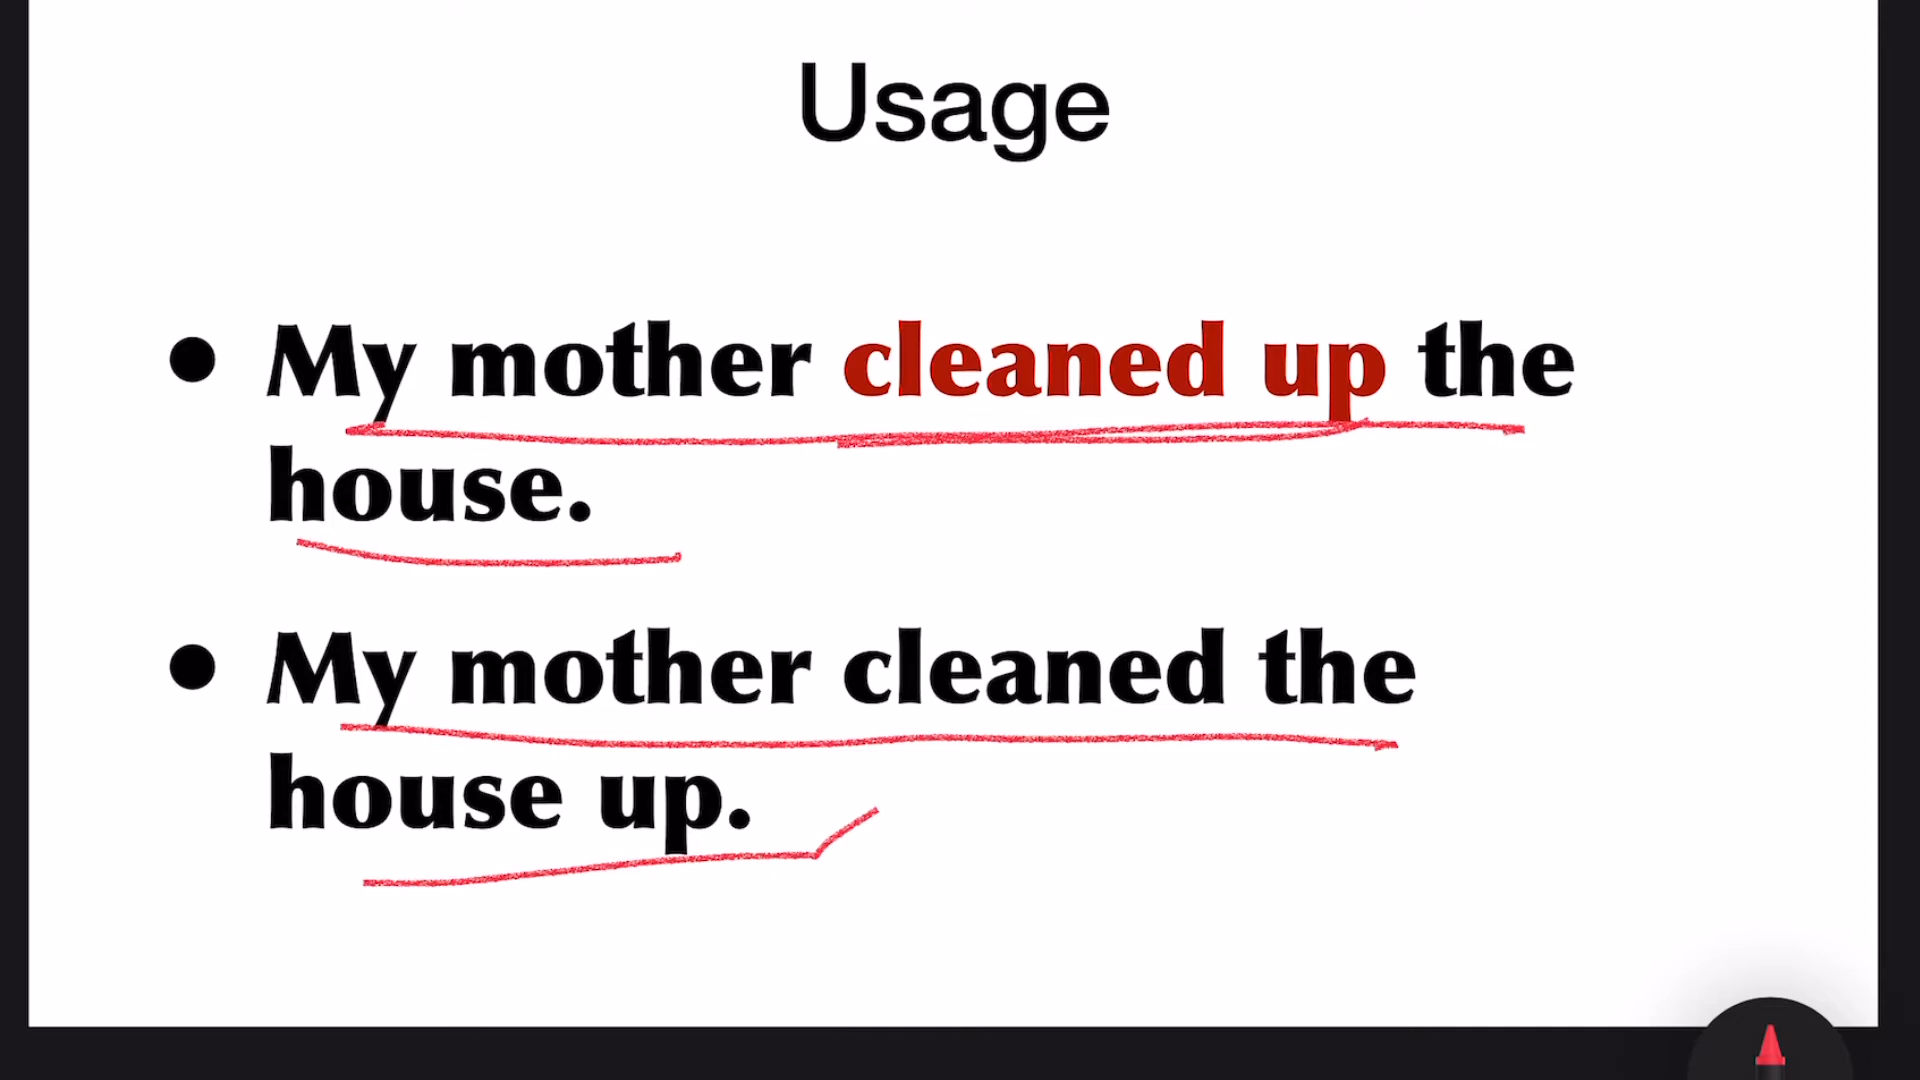 Usage
• My mother cleaned up the
house.
• My mother cleaned the
house up.